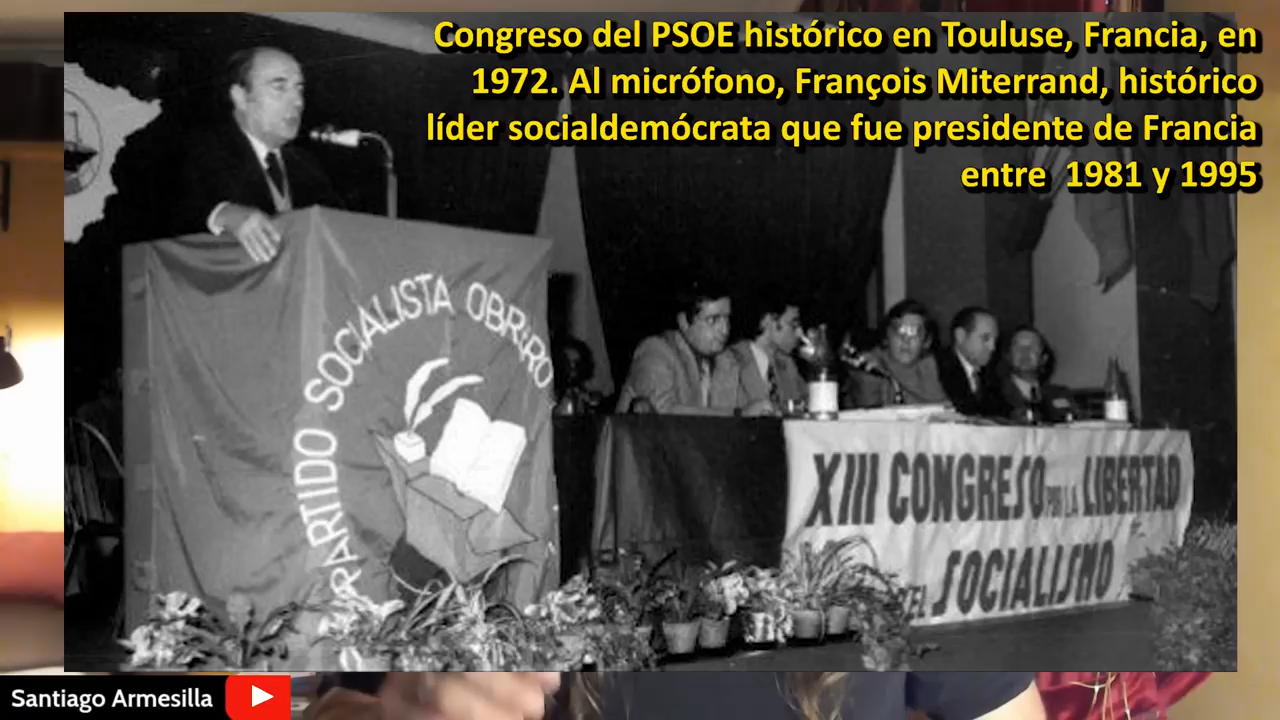 Congreso del PSOE histórico en Touluse, Francia, en
1972. Al micrófono, François Miterrand, histórico
líder socialdemócrata que fue presidente de Francia
entre 1981 y 1995
PARTIDO SOCIALISTA OBRERO
XIII CONGRESO POR LA LIBERTAD
SOCIALISMO
Santiago Armesilla